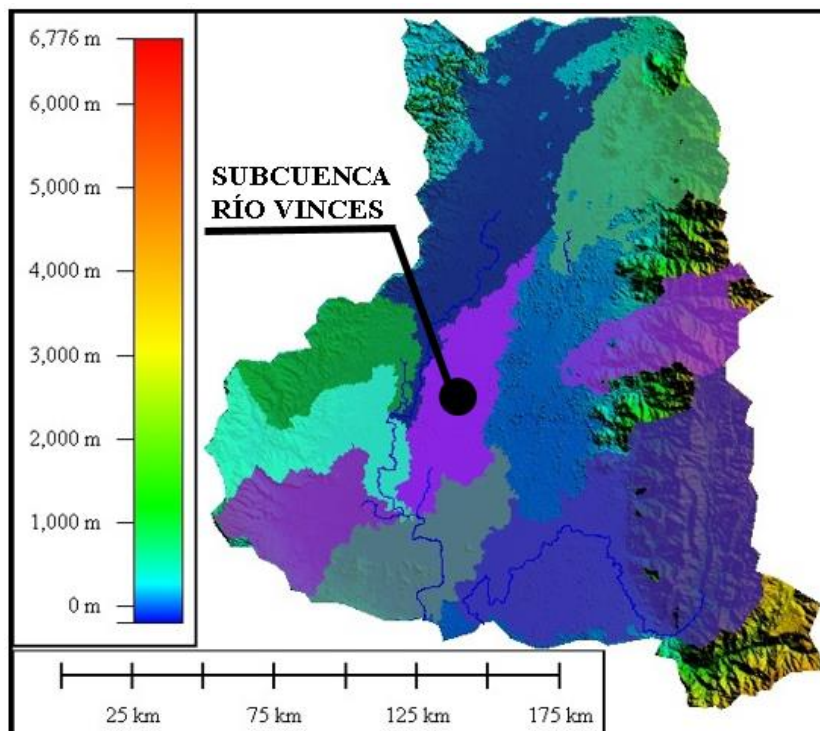 6,776 m
6,000 m
5,000 m
4,000 m
3,000 m
2,000 m
1,000 m
0 m
SUBCUENCA
RÍO VINCES
25 km 75 km 125 km 175 km